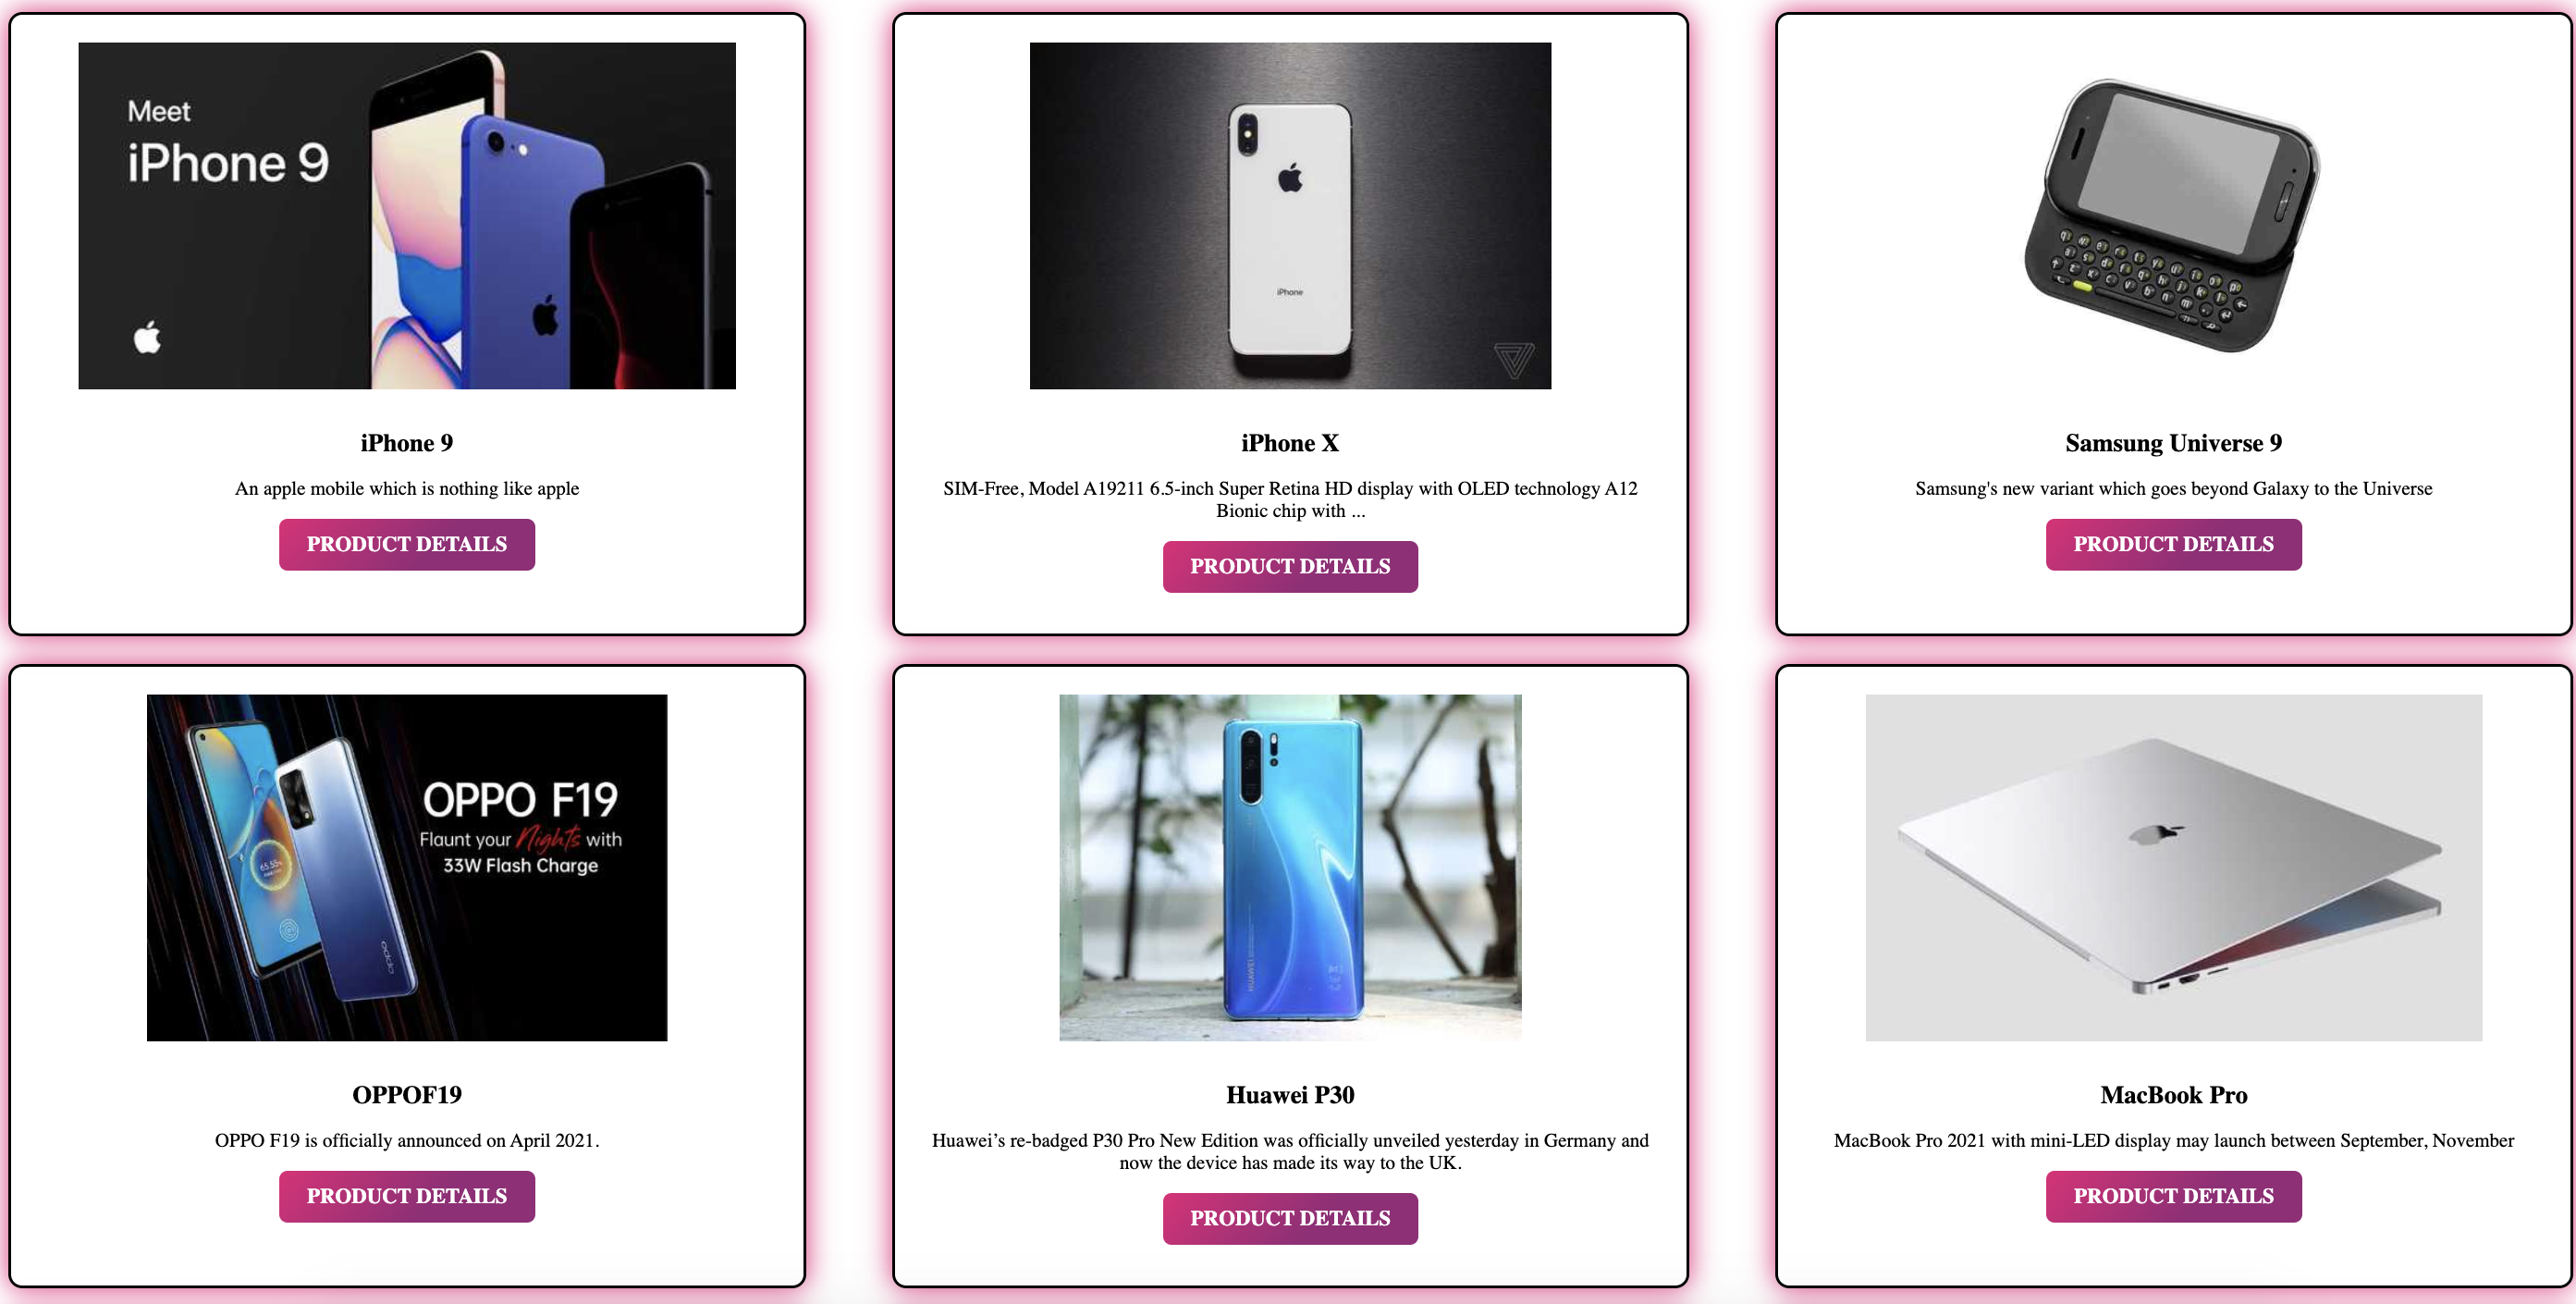 Meet
iPhone 9
iPhone
iPhone 9
An apple mobile which is nothing like apple
PRODUCT DETAILS
iPhone X
SIM-Free, Model A19211 6.5-inch Super Retina HD display with OLED technology A12
Bionic chip with ...
PRODUCT DETAILS
Samsung Universe 9
Samsung's new variant which goes beyond Galaxy to the Universe
PRODUCT DETAILS
OPPO F19
Flaunt your Nights with
33W Flash Charge
oppo
OPPOF19
OPPO F19 is officially announced on April 2021.
PRODUCT DETAILS
HUAWEI
Huawei P30
Huawei’s re-badged P30 Pro New Edition was officially unveiled yesterday in Germany and
now the device has made its way to the UK.
PRODUCT DETAILS
MacBook Pro
MacBook Pro 2021 with mini-LED display may launch between September, November
PRODUCT DETAILS